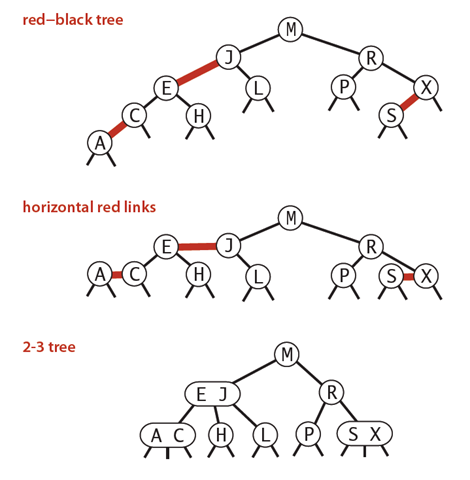 red–black tree
M
J R
E L P X
C H S
A
horizontal red links
M
E J R
A C H L P S X
2-3 tree
M
E J R
A C H L P S X